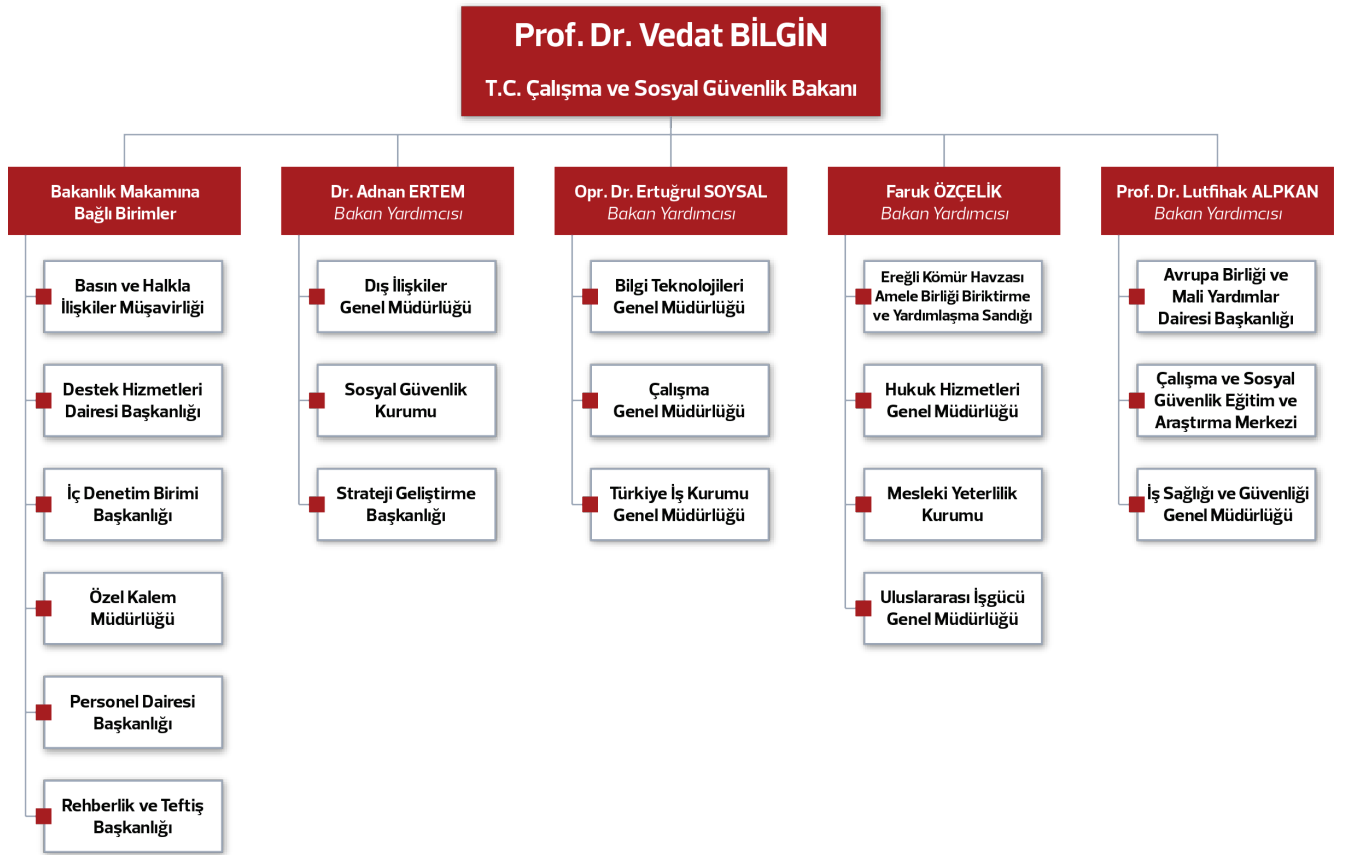 Prof. Dr. Vedat BİLGİN
T.C. Çalışma ve Sosyal Güvenlik Bakanı
Bakanlık Makamına
Bağlı Birimler
Basın ve Halkla
İlişkiler Müşavirliği
Destek Hizmetleri
Dairesi Başkanlığı
İç Denetim Birimi
Başkanlığı
Özel Kalem
Müdürlüğü
Personel Dairesi
Başkanlığı
Rehberlik ve Teftiş
Başkanlığı
Dr. Adnan ERTEM
Bakan Yardımcısı
Dış İlişkiler
Genel Müdürlüğü
Sosyal Güvenlik
Kurumu
Strateji Geliştirme
Başkanlığı
Opr. Dr. Ertuğrul SOYSAL
Bakan Yardımcısı
Bilgi Teknolojileri
Genel Müdürlüğü
Çalışma
Genel Müdürlüğü
Türkiye İş Kurumu
Genel Müdürlüğü
Faruk ÖZÇELİK
Bakan Yardımcısı
Ereğli Kömür Havzası
Amele Birliği Biriktirme
ve Yardımlaşma Sandığı
Hukuk Hizmetleri
Genel Müdürlüğü
Mesleki Yeterlilik
Kurumu
Uluslararası İşgücü
Genel Müdürlüğü
Prof. Dr. Lutfihak ALPKAN
Bakan Yardımcısı
Avrupa Birliği ve
Mali Yardımlar
Dairesi Başkanlığı
Çalışma ve Sosyal
Güvenlik Eğitim ve
Araştırma Merkezi
İş Sağlığı ve Güvenliği
Genel Müdürlüğü